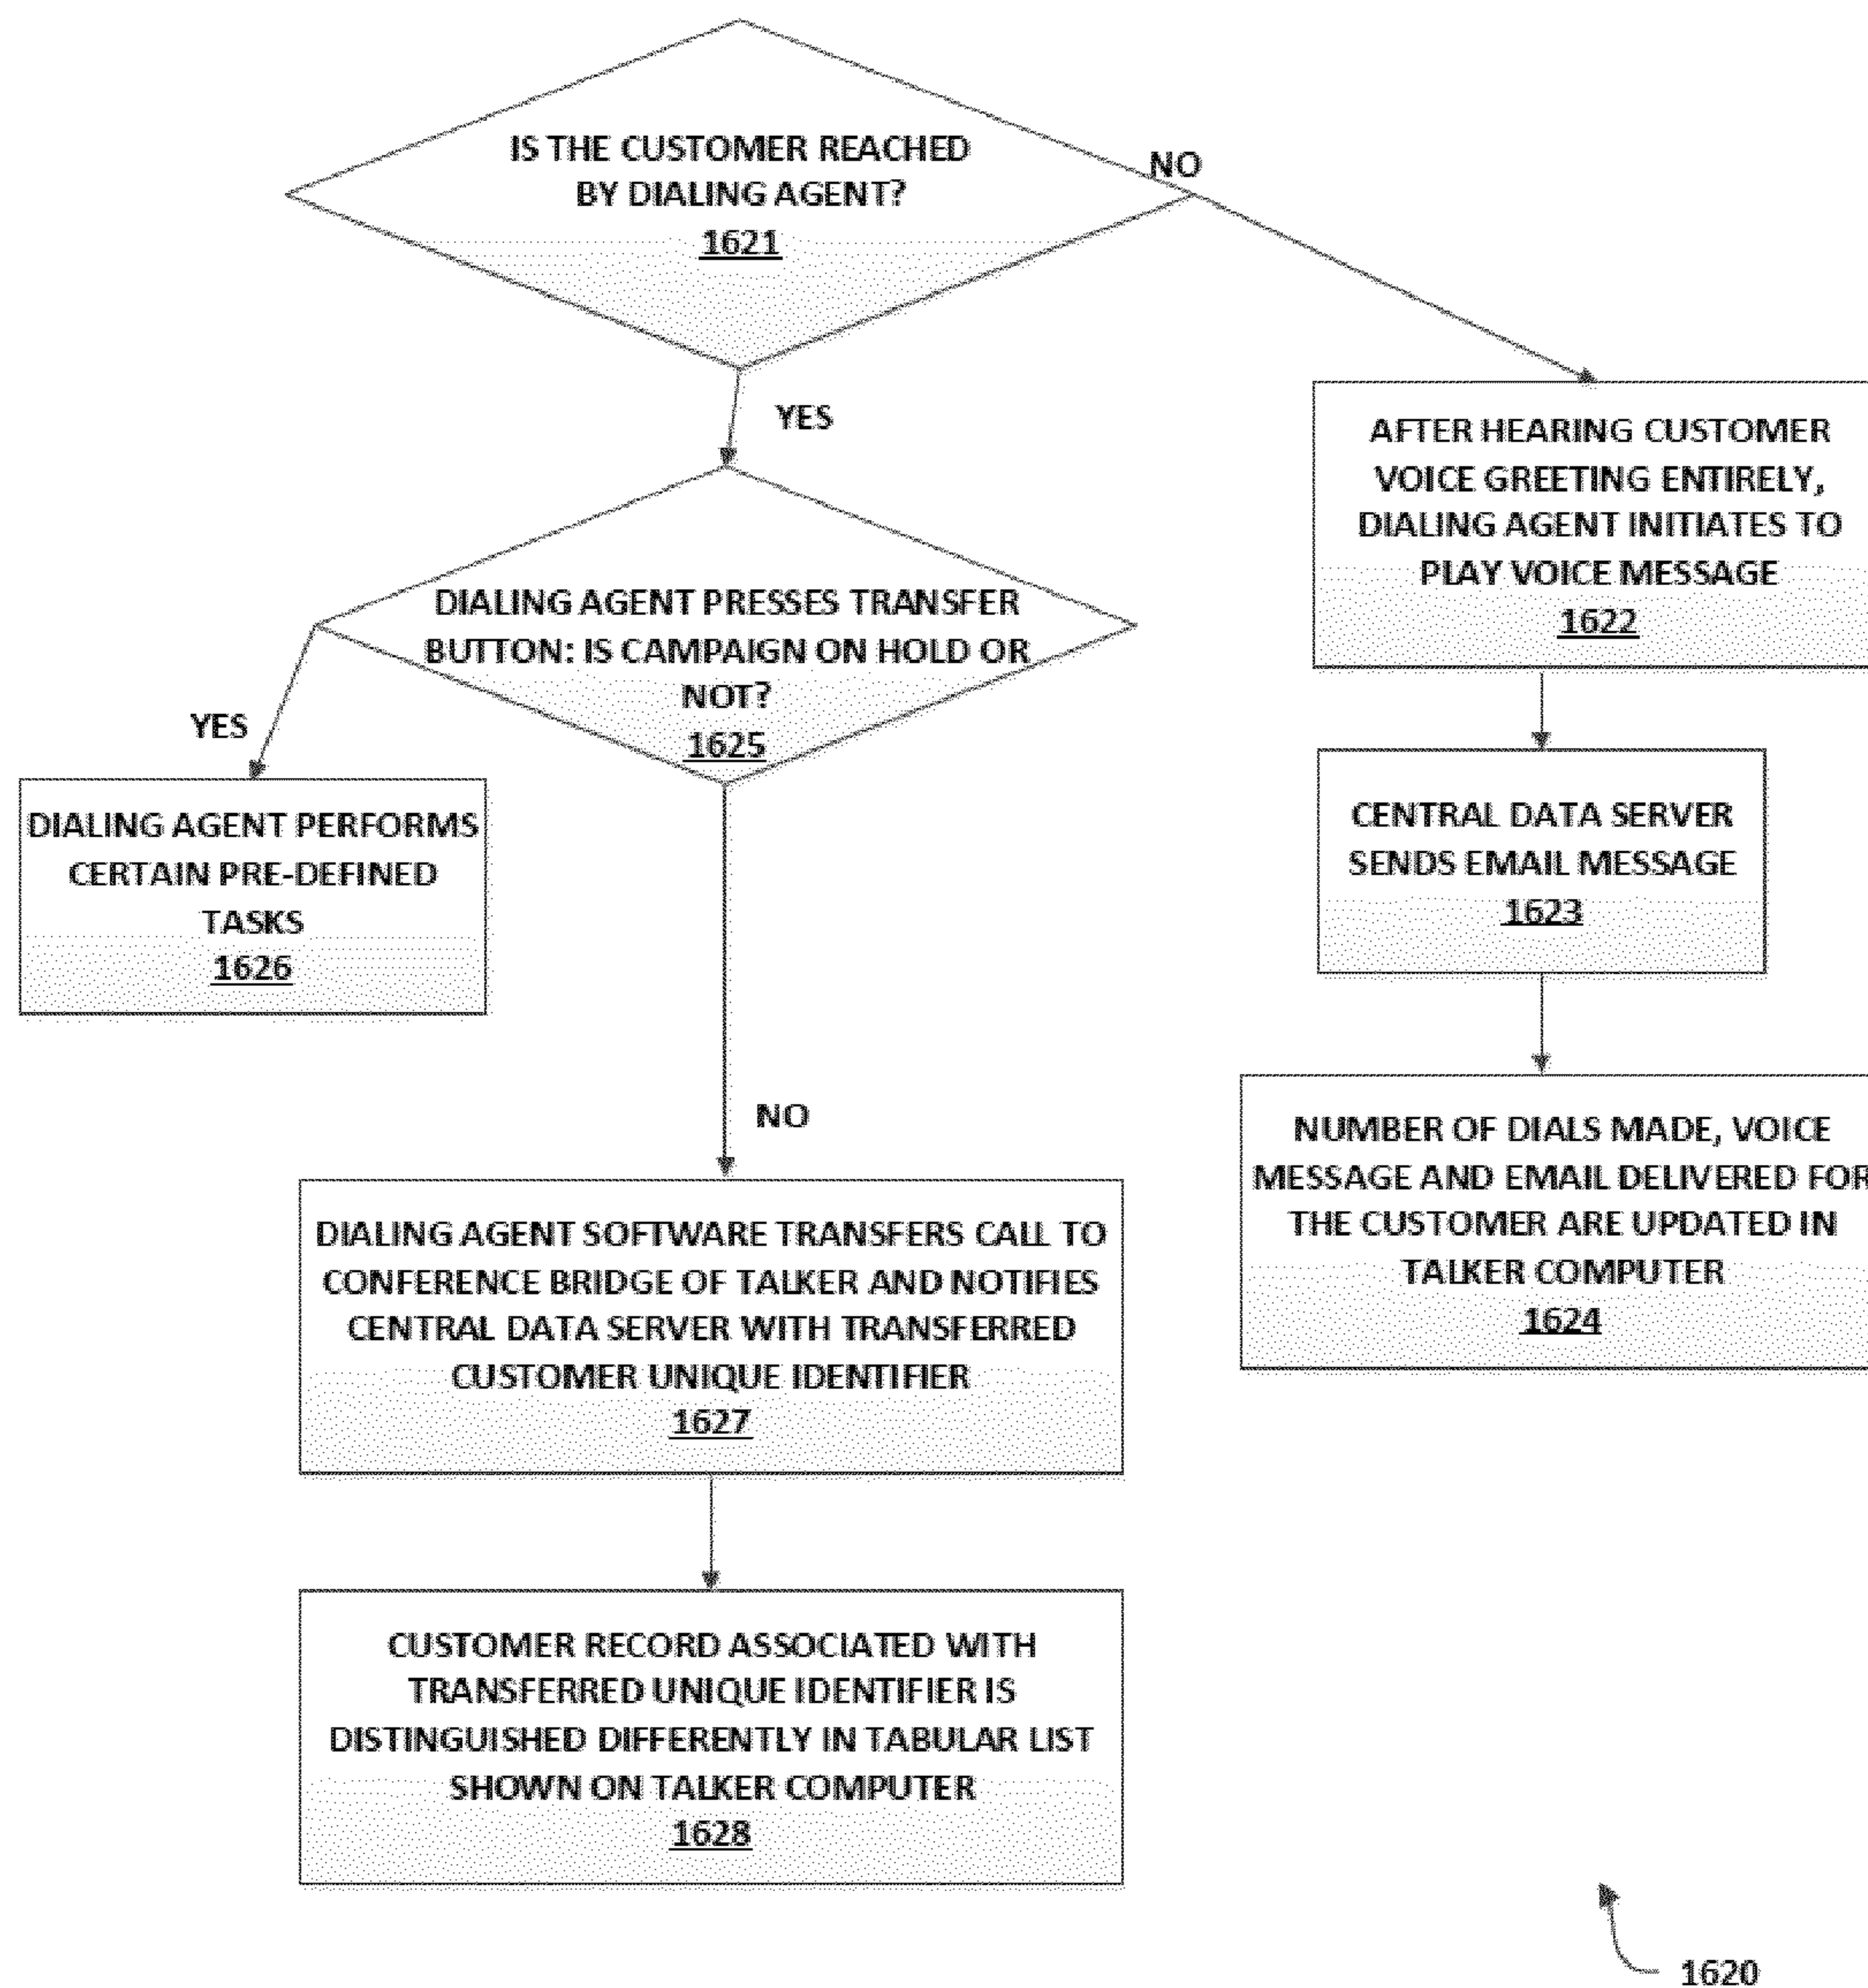 IS THE CUSTOMER REACHED
BY DIALING AGENT?
1621
NO
YES
AFTER HEARING CUSTOMER
VOICE GREETING ENTIRELY,
DIALING AGENT INITIATES TO
PLAY VOICE MESSAGE
1622
DIALING AGENT PRESSES TRANSFER
BUTTON: IS CAMPAIGN ON HOLD OR
NOT?
1625
YES
DIALING AGENT PERFORMS
CERTAIN PRE-DEFINED
TASKS
1626
CENTRAL DATA SERVER
SENDS EMAIL MESSAGE
1623
NO
NUMBER OF DIALS MADE, VOICE
MESSAGE AND EMAIL DELIVERED FOR
THE CUSTOMER ARE UPDATED IN
TALKER COMPUTER
1624
DIALING AGENT SOFTWARE TRANSFERS CALL TO
CONFERENCE BRIDGE OF TALKER AND NOTIFIES
CENTRAL DATA SERVER WITH TRANSFERRED
CUSTOMER UNIQUE IDENTIFIER
1627
CUSTOMER RECORD ASSOCIATED WITH
TRANSFERRED UNIQUE IDENTIFIER IS
DISTINGUISHED DIFFERENTLY IN TABULAR LIST
SHOWN ON TALKER COMPUTER
1628
1620